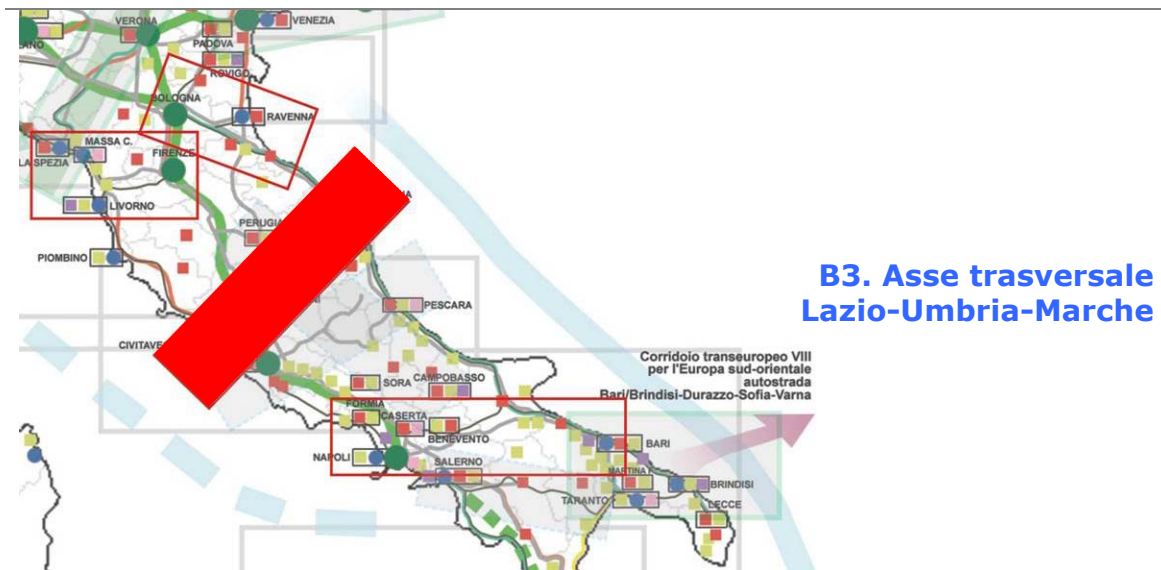 VERONA
VENEZIA
PADOVA
ROVIGO
BOLOGNA
RAVENNA
MASSA C.
LA SPEZIA
FIRENZE
LIVORNO
PERUGIA
PIOMBINO
PESCARA
B3. Asse trasversale
Lazio-Umbria-Marche
Corridoio transeuropeo VIII
per l'Europa sud-orientale
autostrada
Bari/Brindisi-Durazzo-Sofia-Varna
SORA
CAMPOBASSO
FORMIA
CASERTA
BENEVENTO
BARI
NAPOLI
SALERNO
BRINDISI
TARANTO
LECCE